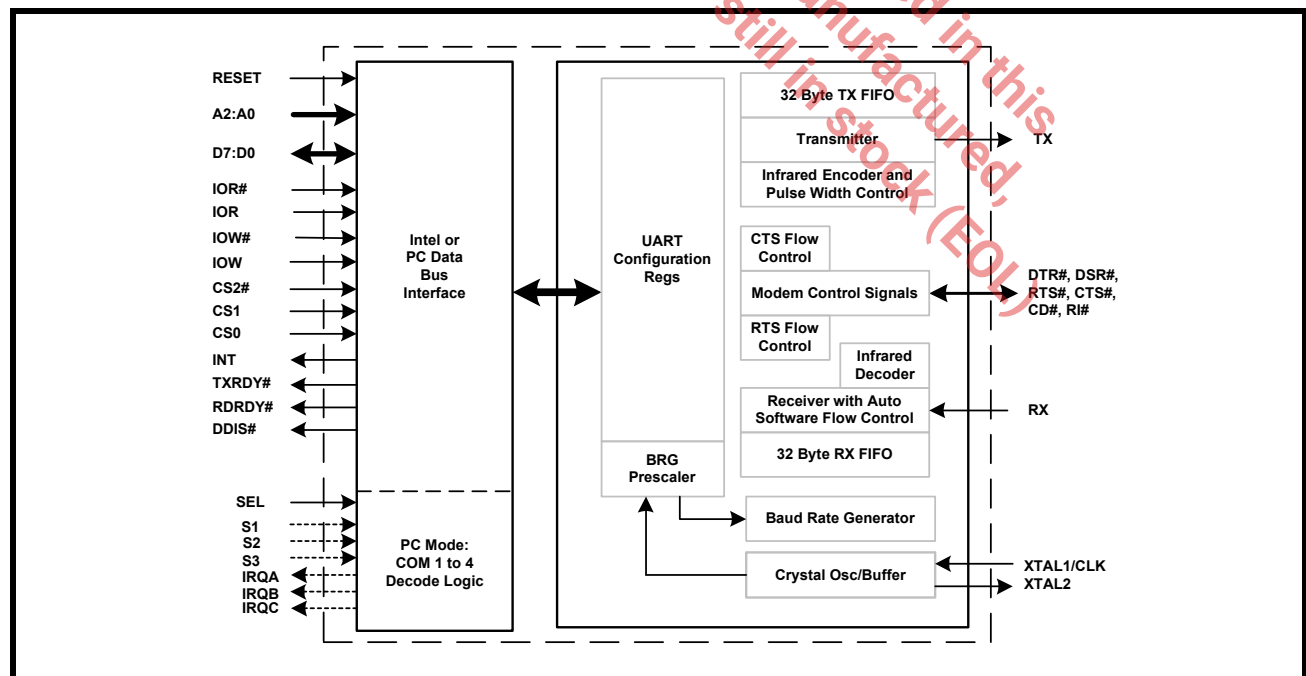 RESET
A2:A0
D7:D0
IOR#
IOR
IOW#
IOW
CS2#
CS1
CS0
INT
TXRDY#
RDRDY#
DDIS#
SEL
S1
S2
S3
IRQA
IRQB
IRQC
Intel or
PC Data
Bus
Interface
PC Mode:
COM 1 to 4
Decode Logic
UART
Configuration
Regs
BRG
Prescaler
32 Byte TX FIFO
Transmitter
Infrared Encoder and
Pulse Width Control
CTS Flow
Control
Modem Control Signals
RTS Flow
Control
Infrared
Decoder
Receiver with Auto
Software Flow Control
32 Byte RX FIFO
Baud Rate Generator
Crystal Osc/Buffer
TX
DTR#, DSR#,
RTS#, CTS#,
CD#, RI#
RX
XTAL1/CLK
XTAL2
in this
still in stock (EOL)